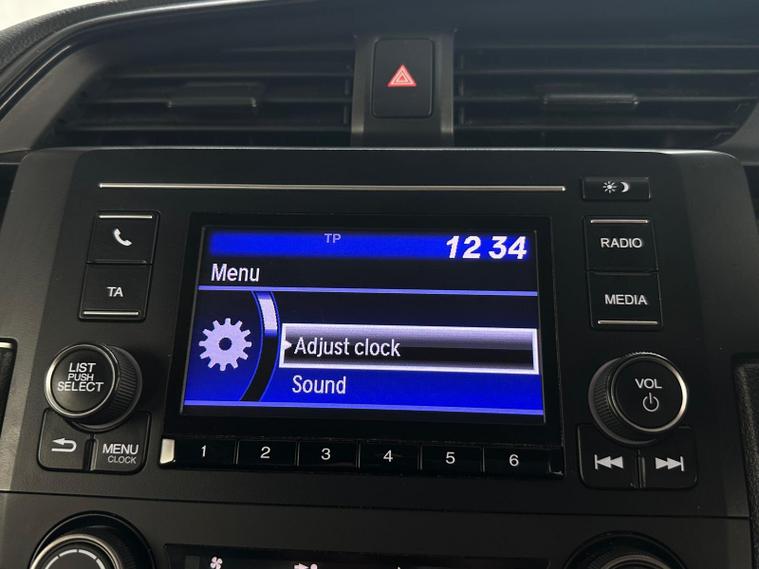 TP
12 34
Menu
Adjust clock
Sound
TA
RADIO
MEDIA
LIST
PUSH
SELECT
VOL
MENU
CLOCK
1 2 3 4 5 6